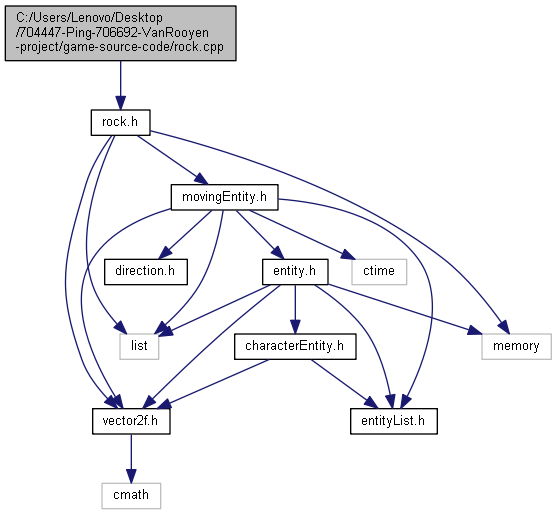 C:/Users/Lenovo/Desktop
/704447-Ping-706692-VanRooyen
-project/game-source-code/rock.cpp
rock.h
movingEntity.h
direction.h
entity.h
ctime
list
characterEntity.h
memory
vector2f.h
entityList.h
cmath